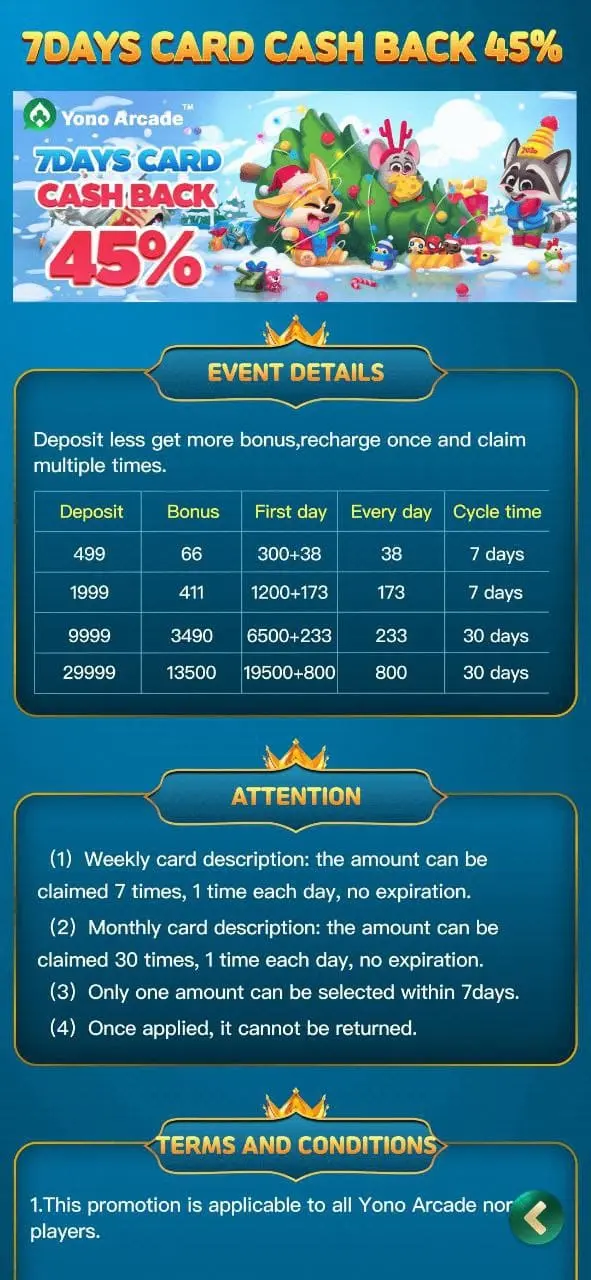 7DAYS CARD CASH BACK 45%
Yono Arcade™
7DAYS CARD
CASH BACK
45%
2026
EVENT DETAILS
Deposit less get more bonus,recharge once and claim
multiple times.
Deposit Bonus First day Every day Cycle time
499 66 300+38 38 7 days
1999 411 1200+173 173 7 days
9999 3490 6500+233 233 30 days
29999 13500 19500+800 800 30 days
ATTENTION
(1) Weekly card description: the amount can be
claimed 7 times, 1 time each day, no expiration.
(2) Monthly card description: the amount can be
claimed 30 times, 1 time each day, no expiration.
(3) Only one amount can be selected within 7days.
(4) Once applied, it cannot be returned.
TERMS AND CONDITIONS
1.This promotion is applicable to all Yono Arcade
players.